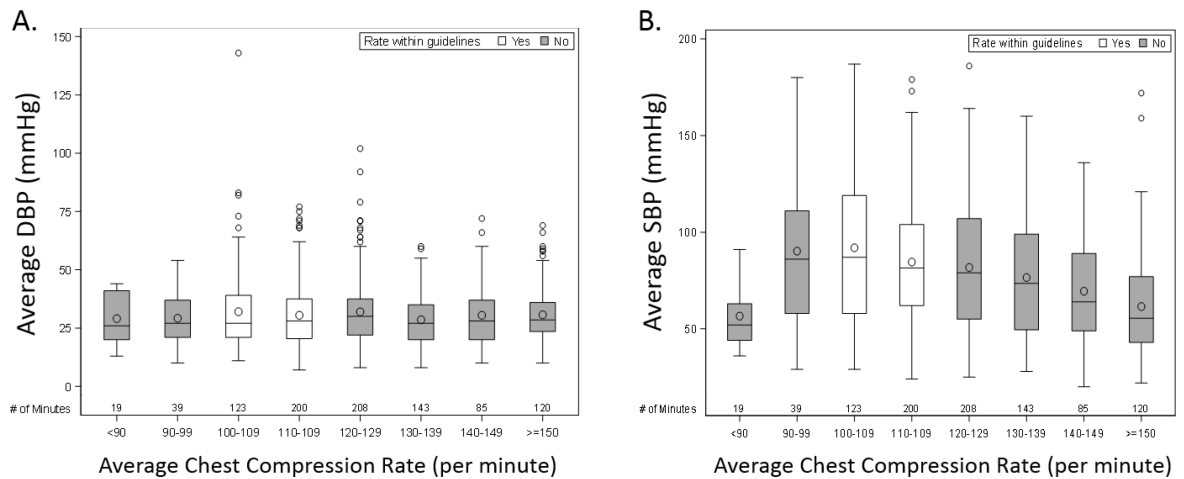 A.
Average DBP (mmHg)
Rate within guidelines Yes No
150
100
75
50
25
0
# of Minutes 19 39 123 200 208 143 85 120
<90 90-99 100-109 110-109 120-129 130-139 140-149 >=150
Average Chest Compression Rate (per minute)
B.
Average SBP (mmHg)
Rate within guidelines Yes No
200
150
100
50
# of Minutes 19 39 123 200 208 143 85 120
<90 90-99 100-109 110-109 120-129 130-139 140-149 >=150
Average Chest Compression Rate (per minute)